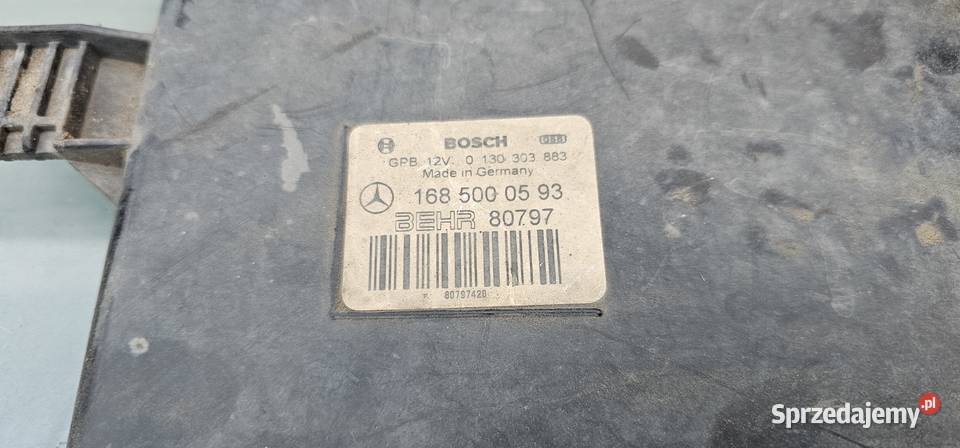 BOSCH
GPB 12V. 0 130 303 883
Made in Germany
168 500 05 93
BEHR 80797
80797420
Sprzedajemy.pl